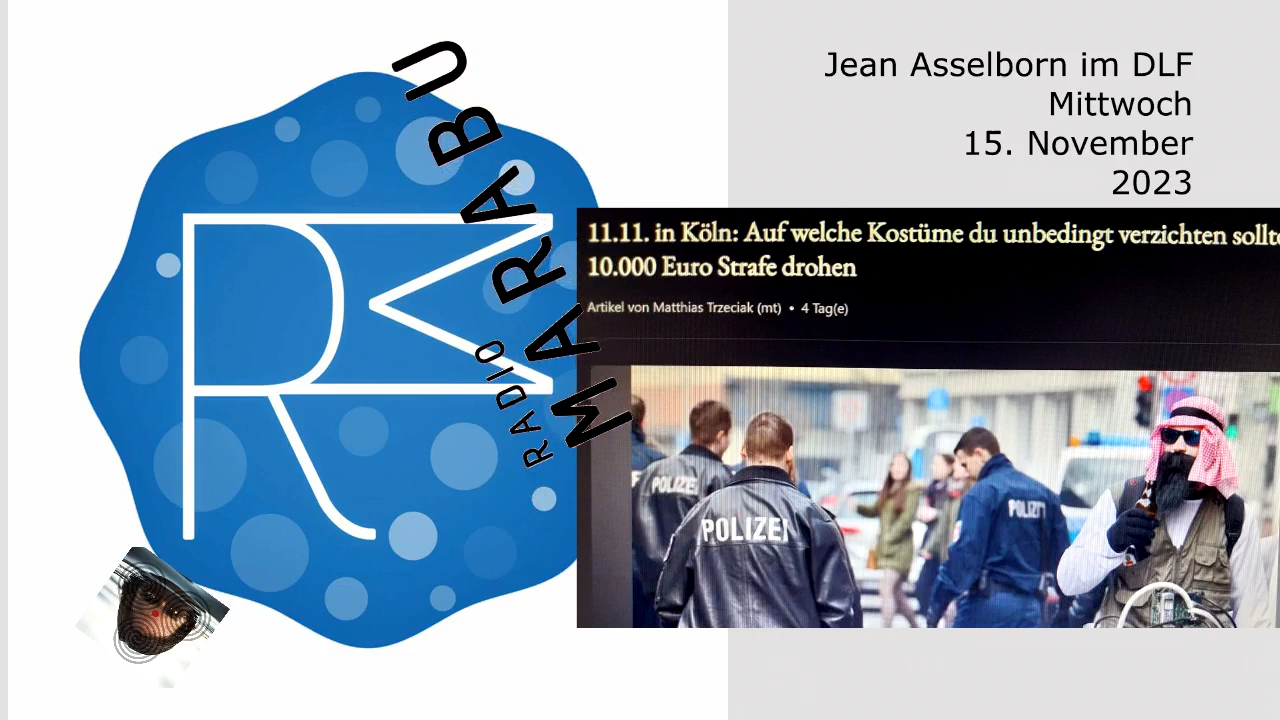 Jean Asselborn im DLF
Mittwoch
15. November
2023
RADIO
MARABU
RM
11.11. in Köln: Auf welche Kostüme du unbedingt verzichten sollte
10.000 Euro Strafe drohen
Artikel von Matthias Trzeciak (mt) • 4 Tag(e)
POLIZEI
POLIZEI
POLIZEI